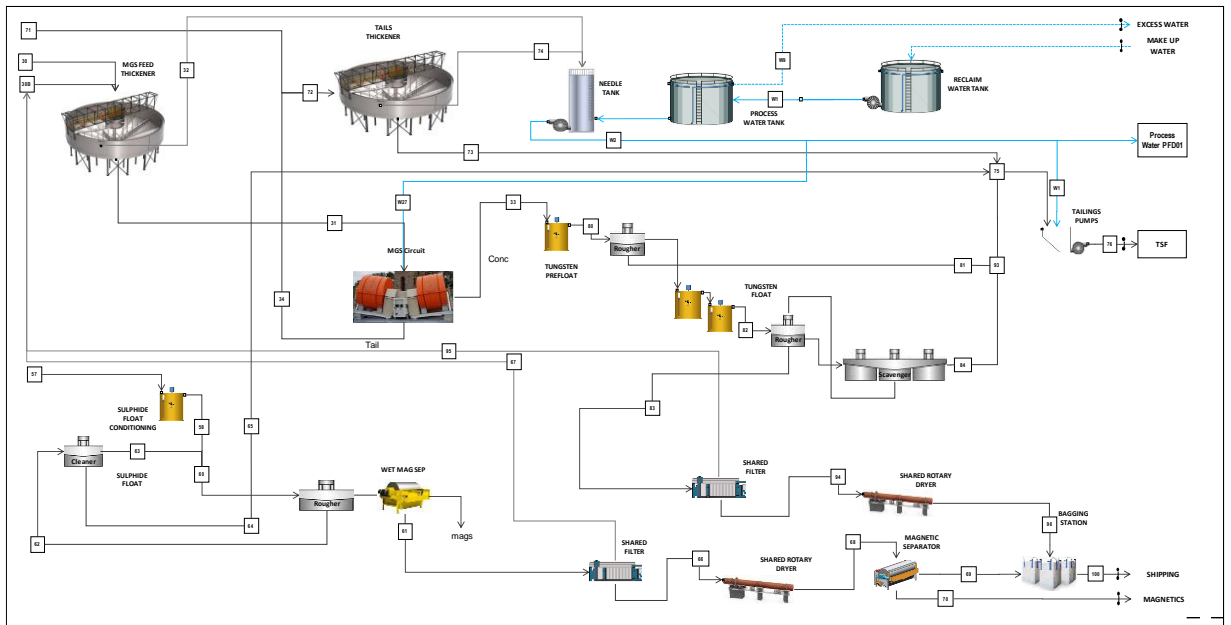 71
30
30B
MGS FEED
THICKENER
32
TAILS
THICKENER
72
74
NEEDLE
TANK
W6
W1
PROCESS
WATER TANK
RECLAIM
WATER TANK
EXCESS WATER
MAKE UP
WATER
W2
Process
Water PFD01
73
75
W1
TAILINGS
PUMPS
76
TSF
31
W27
MGS Circuit
33
Conc
34
Tail
TUNGSTEN
PREFLOAT
80
Rougher
81
93
TUNGSTEN
FLOAT
82
Rougher
Scavenger
84
95
67
83
57
SULPHIDE
FLOAT
CONDITIONING
58
65
Cleaner
63
SULPHIDE
FLOAT
60
64
62
Rougher
WET MAG SEP
61
mags
SHARED
FILTER
94
SHARED ROTARY
DRYER
96
BAGGING
STATION
SHARED
FILTER
66
SHARED ROTARY
DRYER
68
MAGNETIC
SEPARATOR
69
70
100
SHIPPING
MAGNETICS